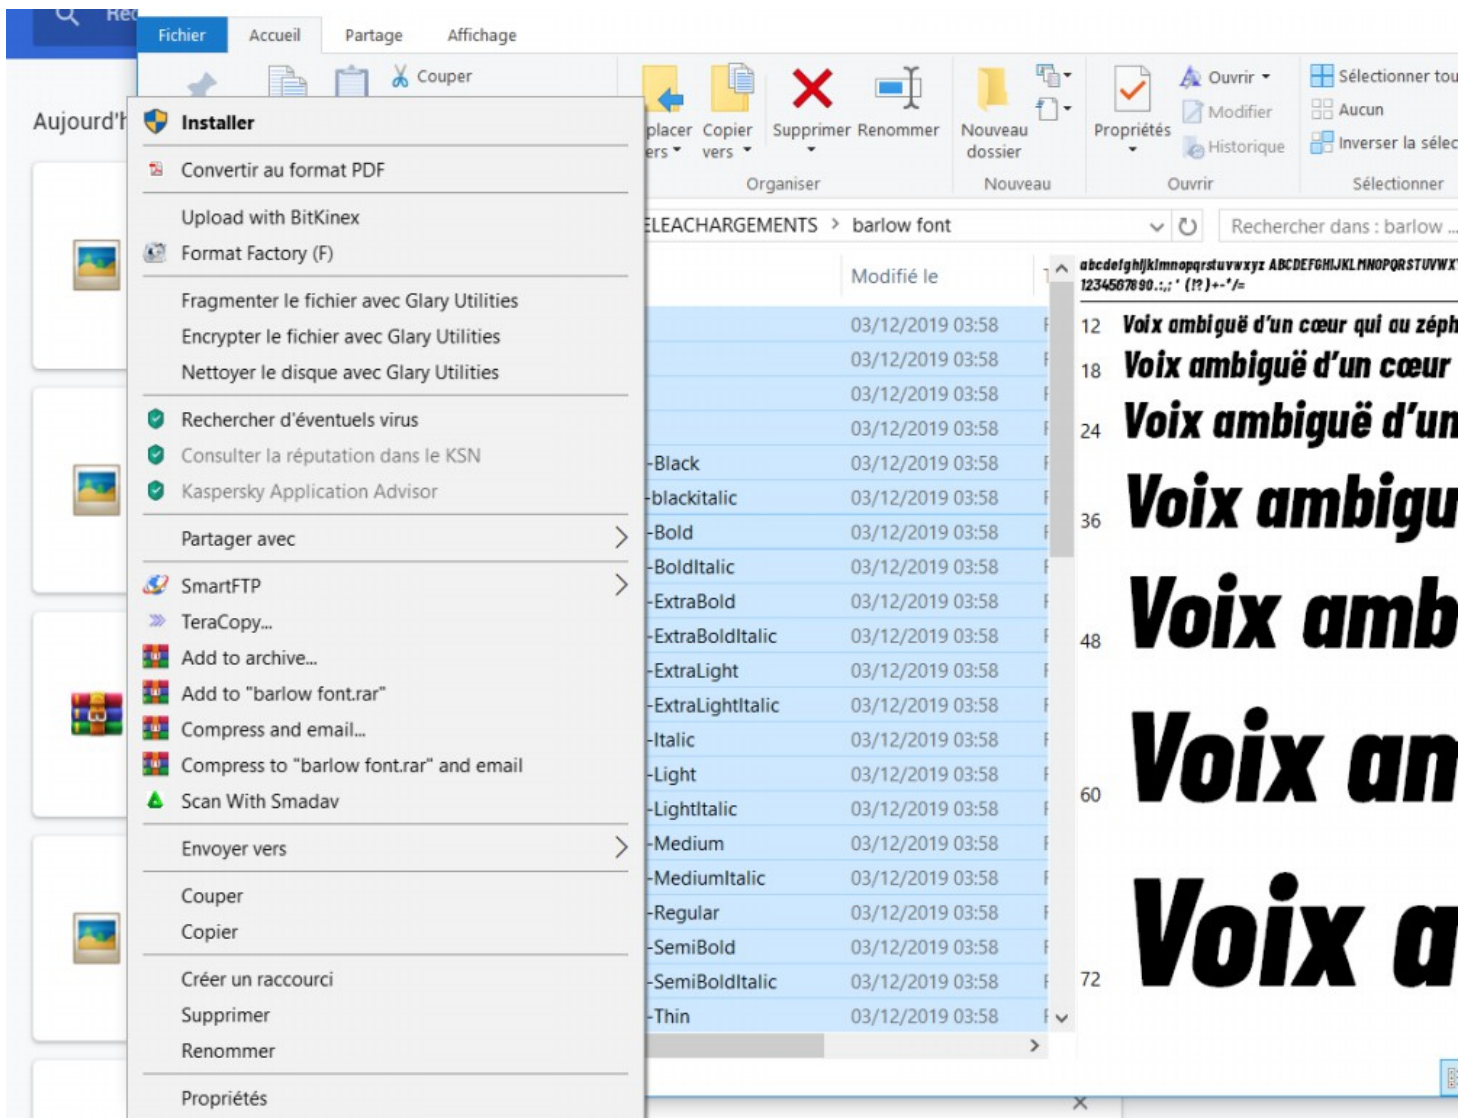 Fichier Accueil Partage Affichage
Couper
placer Copier Supprimer Renommer Nouveau Propriétés Ouvrir Sélectionner
vers dossier Modifier Aucun
Historique Inverser la
Organiser Nouveau Ouvrir Sélectionner
Aujourd'h
Installer
Convertir au format PDF
Upload with BitKinex
Format Factory (F)
Fragmenter le fichier avec Glary Utilities
Encrypter le fichier avec Glary Utilities
Nettoyer le disque avec Glary Utilities
Rechercher d'éventuels virus
Consulter la réputation dans le KSN
Kaspersky Application Advisor
Partager avec
SmartFTP
TeraCopy...
Add to archive...
Add to "barlow font.rar"
Compress and email...
Compress to "barlow font.rar" and email
Scan With Smadav
Envoyer vers
Couper
Copier
Créer un raccourci
Supprimer
Renommer
Propriétés
ELEACHARGEMENTS > barlow font
Rechercher dans : barlow ...
Modifié le
03/12/2019 03:58
03/12/2019 03:58
03/12/2019 03:58
03/12/2019 03:58
-Black 03/12/2019 03:58
-blackitalic 03/12/2019 03:58
-Bold 03/12/2019 03:58
-BoldItalic 03/12/2019 03:58
-ExtraBold 03/12/2019 03:58
-ExtraBoldItalic 03/12/2019 03:58
-ExtraLight 03/12/2019 03:58
-ExtraLightItalic 03/12/2019 03:58
-Italic 03/12/2019 03:58
-Light 03/12/2019 03:58
-LightItalic 03/12/2019 03:58
-Medium 03/12/2019 03:58
-MediumItalic 03/12/2019 03:58
-Regular 03/12/2019 03:58
-SemiBold 03/12/2019 03:58
-SemiBoldItalic 03/12/2019 03:58
-Thin 03/12/2019 03:58
abcdefghijklmnopqrstuvwxyz ABCDEFGHIJKLMNOPQRSTUVWXY
1234567890.:,;' (!?)+-*/=
12 Voix ambiguë d'un cœur qui au zéph
18 Voix ambiguë d'un cœur
24 Voix ambiguë d'un
36 Voix ambigu
48 Voix amb
60 Voix an
72 Voix a